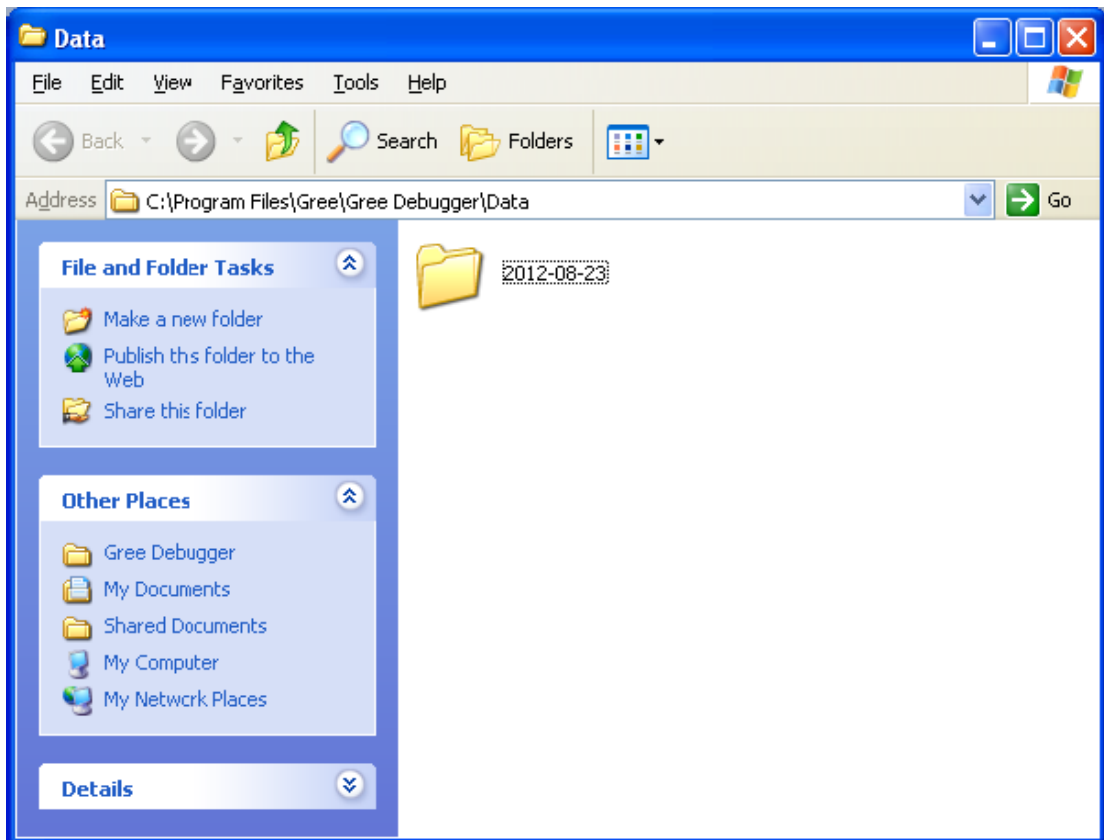 Data
File Edit View Favorites Tools Help
Back Search Folders
Address C:\Program Files\Gree\Gree Debugger\Data Go
File and Folder Tasks
Make a new folder
Publish this folder to the
Web
Share this folder
Other Places
Gree Debugger
My Documents
Shared Documents
My Computer
My Network Places
Details
2012-08-23